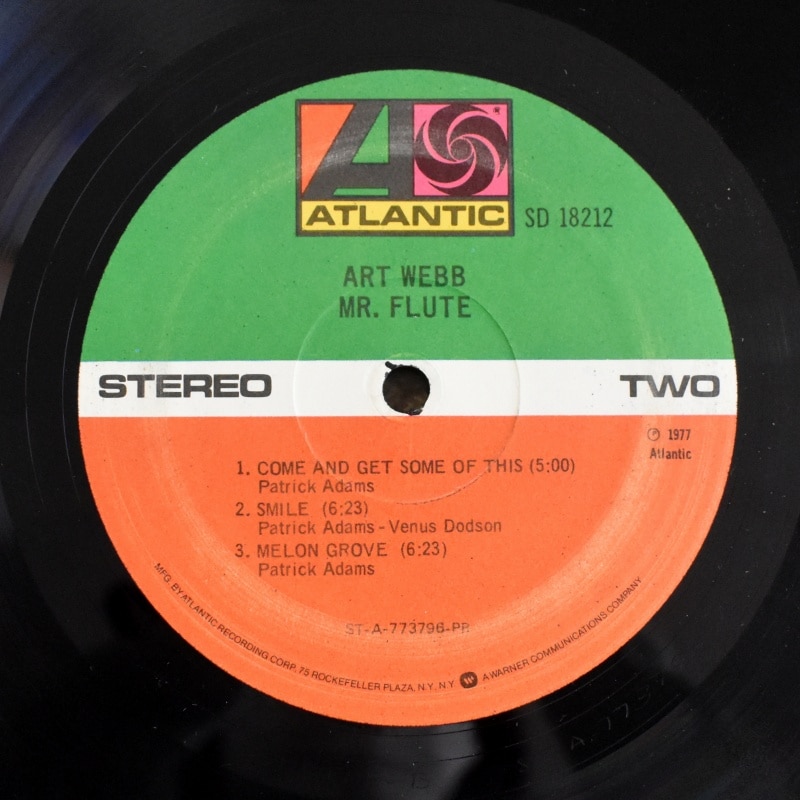 ATLANTIC SD 18212
ART WEBB
MR. FLUTE
STEREO TWO
℗ 1977
Atlantic
1. COME AND GET SOME OF THIS (5:00)
Patrick Adams
2. SMILE (6:23)
Patrick Adams-Venus Dodson
3. MELON GROVE (6:23)
Patrick Adams
ST-A-773796-PR
MFG. BY ATLANTIC RECORDING CORP. 75 ROCKEFELLER PLAZA, N.Y. N.Y. A WARNER COMMUNICATIONS COMPANY